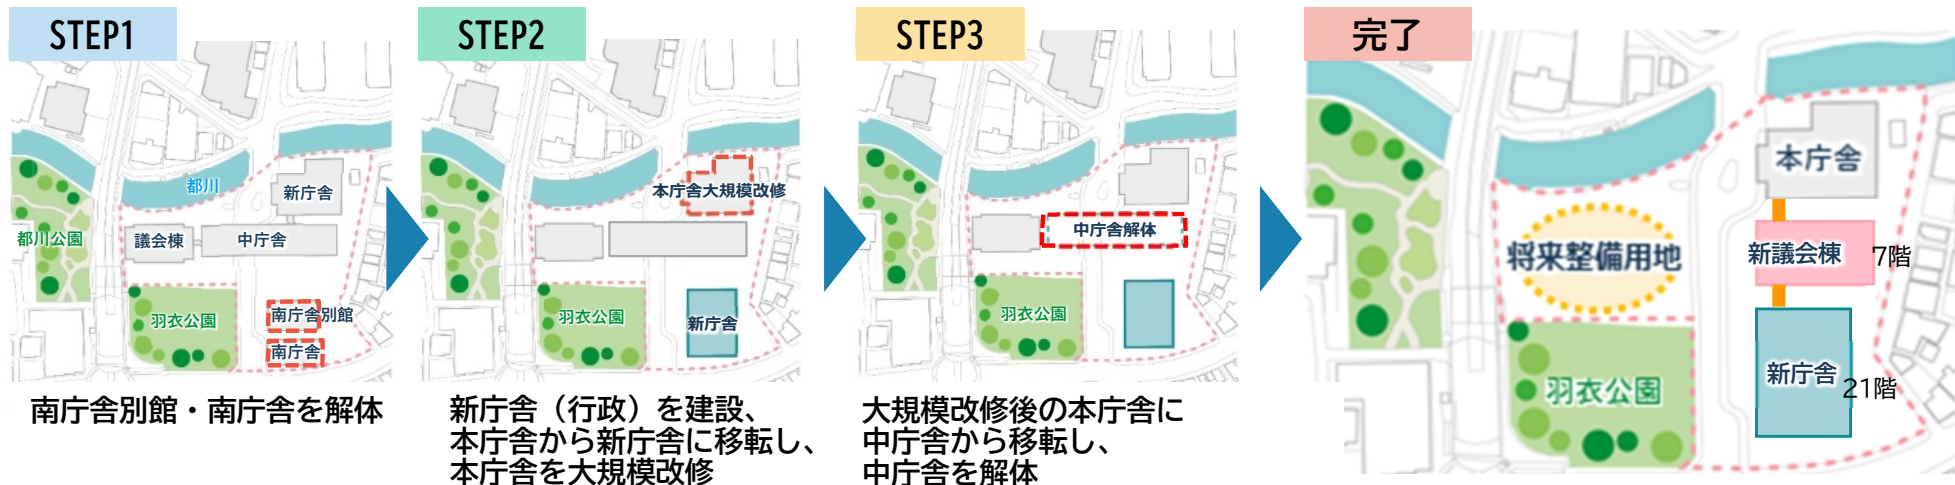 STEP1
都川
新庁舎
都川公園
議会棟
中庁舎
羽衣公園
南庁舎別館
南庁舎
南庁舎別館・南庁舎を解体
STEP2
本庁舎大規模改修
羽衣公園
新庁舎
新庁舎（行政）を建設、
本庁舎から新庁舎に移転し、
本庁舎を大規模改修
STEP3
中庁舎解体
羽衣公園
大規模改修後の本庁舎に
中庁舎から移転し、
中庁舎を解体
完了
本庁舎
将来整備用地
新議会棟
7階
新庁舎
21階
羽衣公園